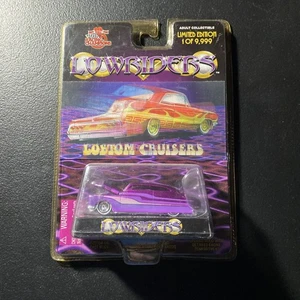 ADULT COLLECTIBLE
LIMITED EDITION
1 OF 9,999
LOWRIDERS
CUSTOM CRUISERS
WARNING:
LOWRIDERS